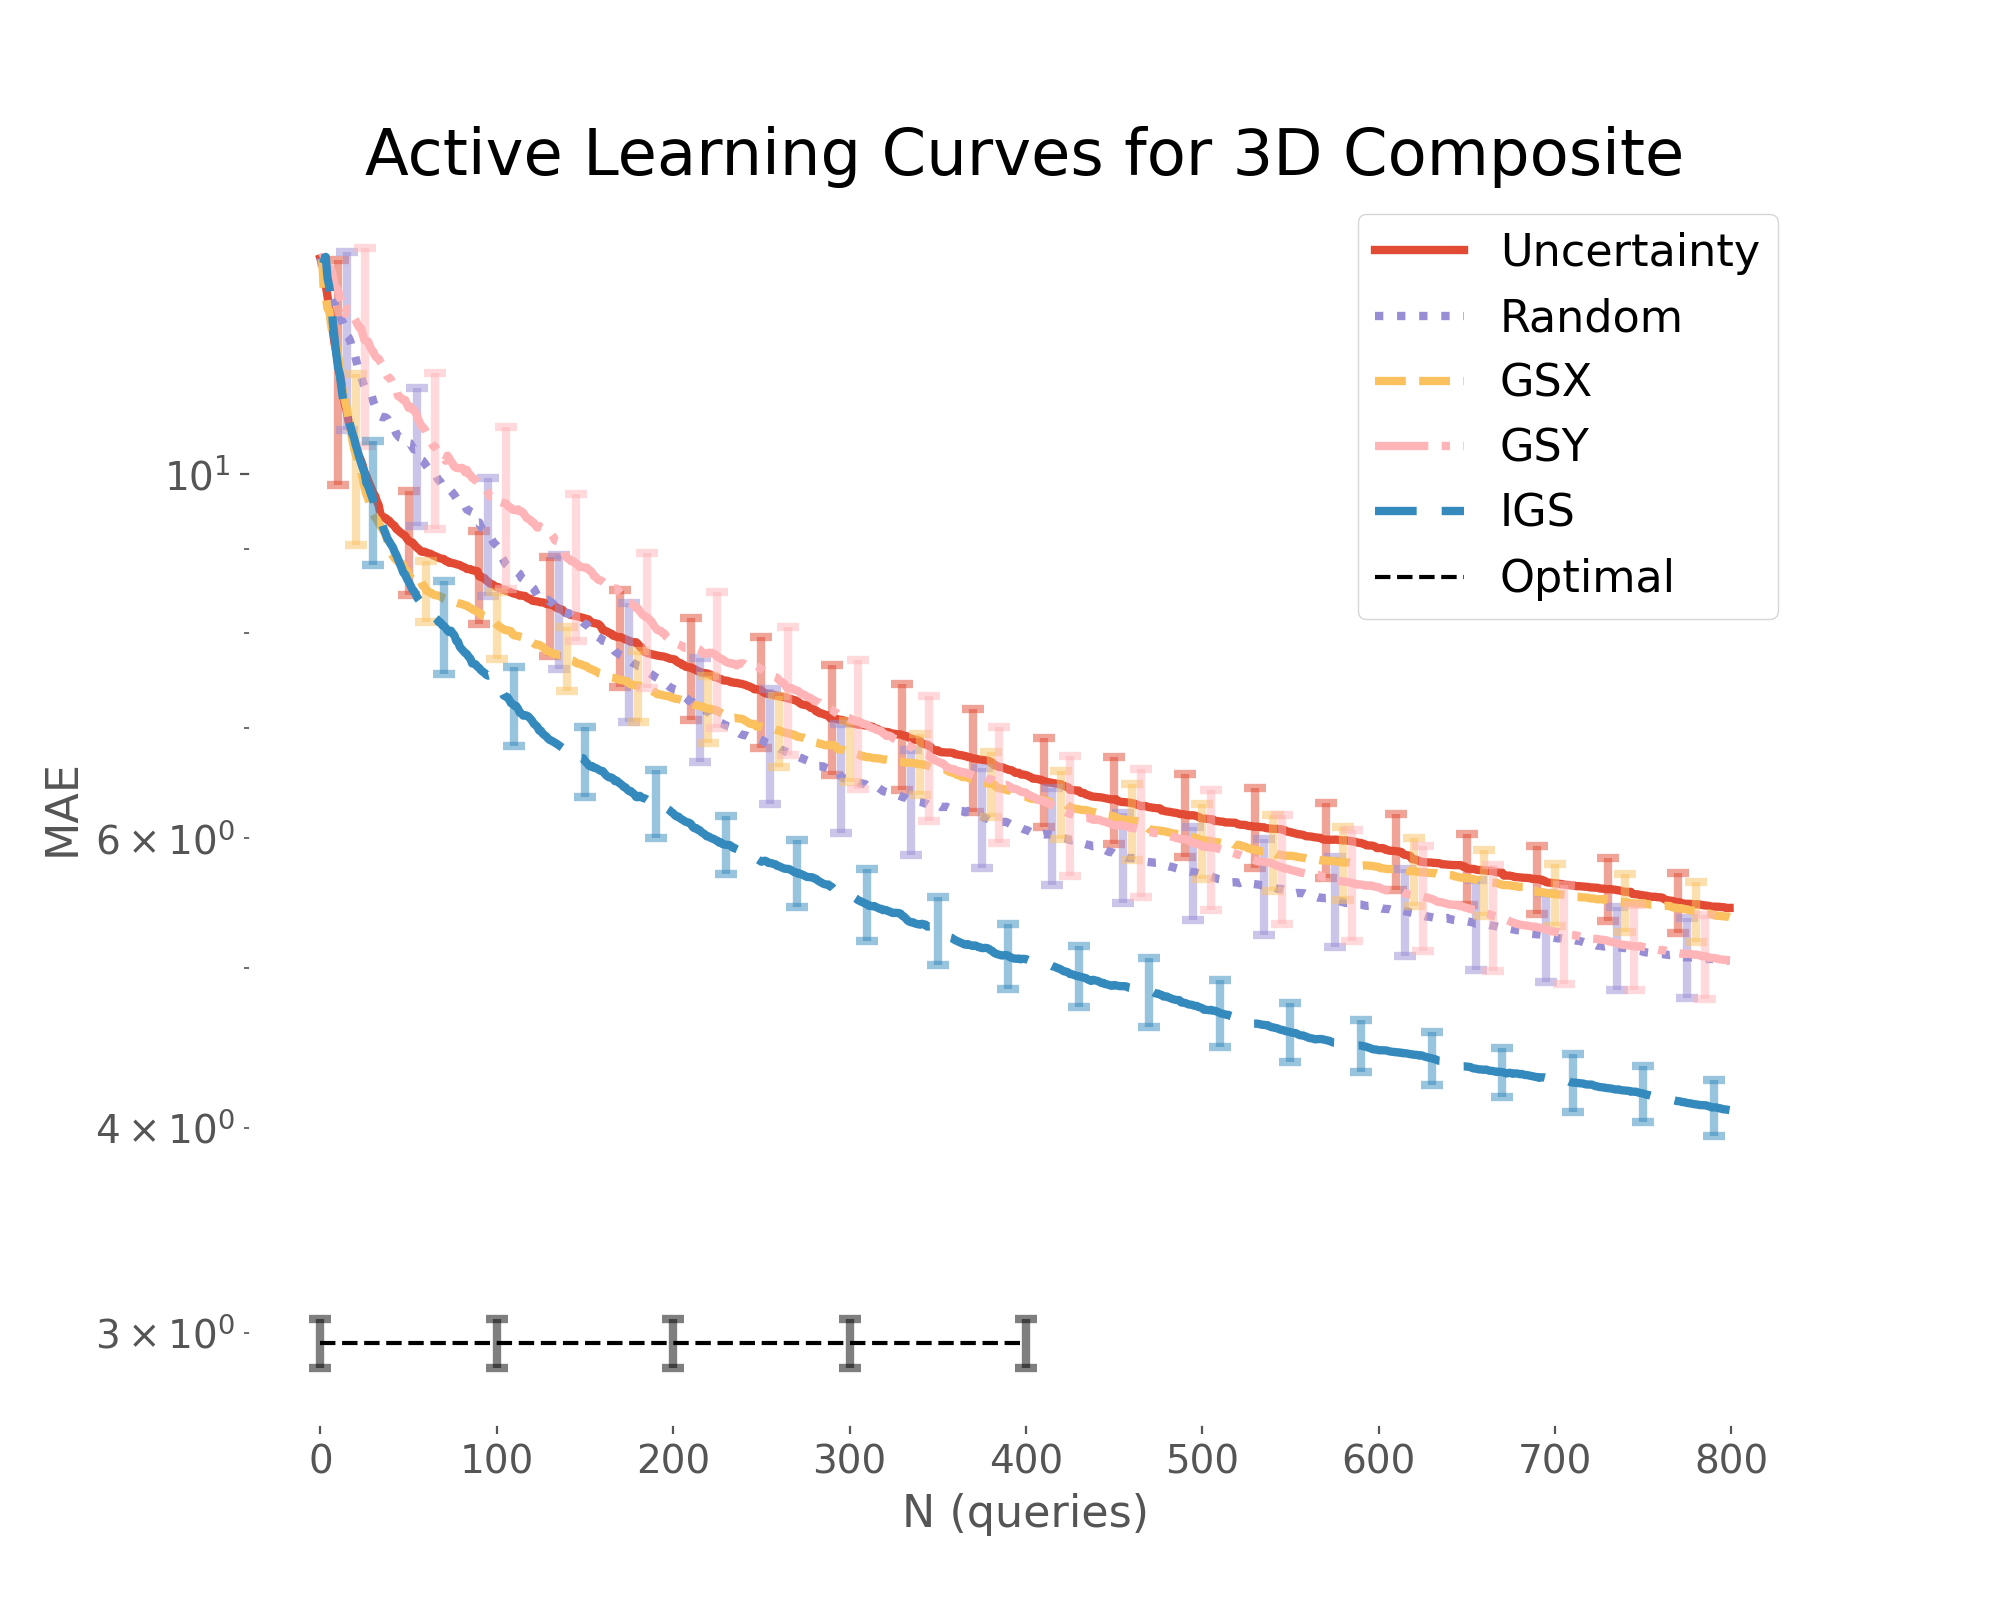 Active Learning Curves for 3D Composite
Uncertainty
Random
GSX
GSY
IGS
Optimal
MAE
10¹
6 × 10⁰
4 × 10⁰
3 × 10⁰
0 100 200 300 400 500 600 700 800
N (queries)